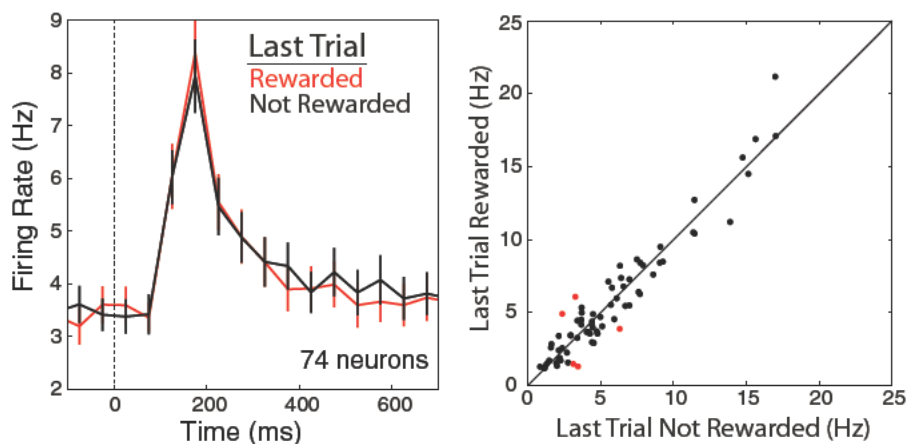 9
8
7
6
5
4
3
2
Firing Rate (Hz)
Last Trial
Rewarded
Not Rewarded
74 neurons
0 200 400 600
Time (ms)
25
20
15
10
5
0
Last Trial Rewarded (Hz)
0 5 10 15 20 25
Last Trial Not Rewarded (Hz)